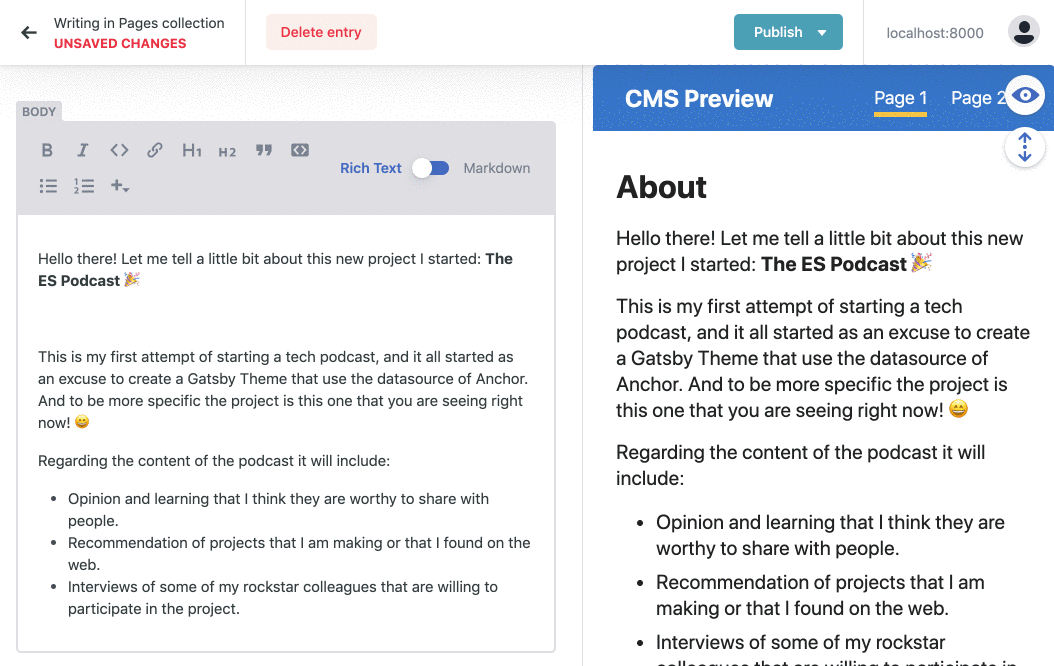 Writing in Pages collection
UNSAVED CHANGES
Delete entry
Publish
localhost:8000
BODY
B I <> H1 H2
Rich Text
Markdown
Hello there! Let me tell a little bit about this new project I started: The
ES Podcast 🎉
This is my first attempt of starting a tech podcast, and it all started as
an excuse to create a Gatsby Theme that use the datasource of Anchor.
And to be more specific the project is this one that you are seeing right
now! 😄
Regarding the content of the podcast it will include:
• Opinion and learning that I think they are worthy to share with
people.
• Recommendation of projects that I am making or that I found on the
web.
• Interviews of some of my rockstar colleagues that are willing to
participate in the project.
CMS Preview
Page 1
Page 2
About
Hello there! Let me tell a little bit about this new
project I started: The ES Podcast 🎉
This is my first attempt of starting a tech
podcast, and it all started as an excuse to create
a Gatsby Theme that use the datasource of
Anchor. And to be more specific the project is
this one that you are seeing right now! 😄
Regarding the content of the podcast it will
include:
• Opinion and learning that I think they are
worthy to share with people.
• Recommendation of projects that I am
making or that I found on the web.
• Interviews of some of my rockstar
colleagues that are willing to participate in